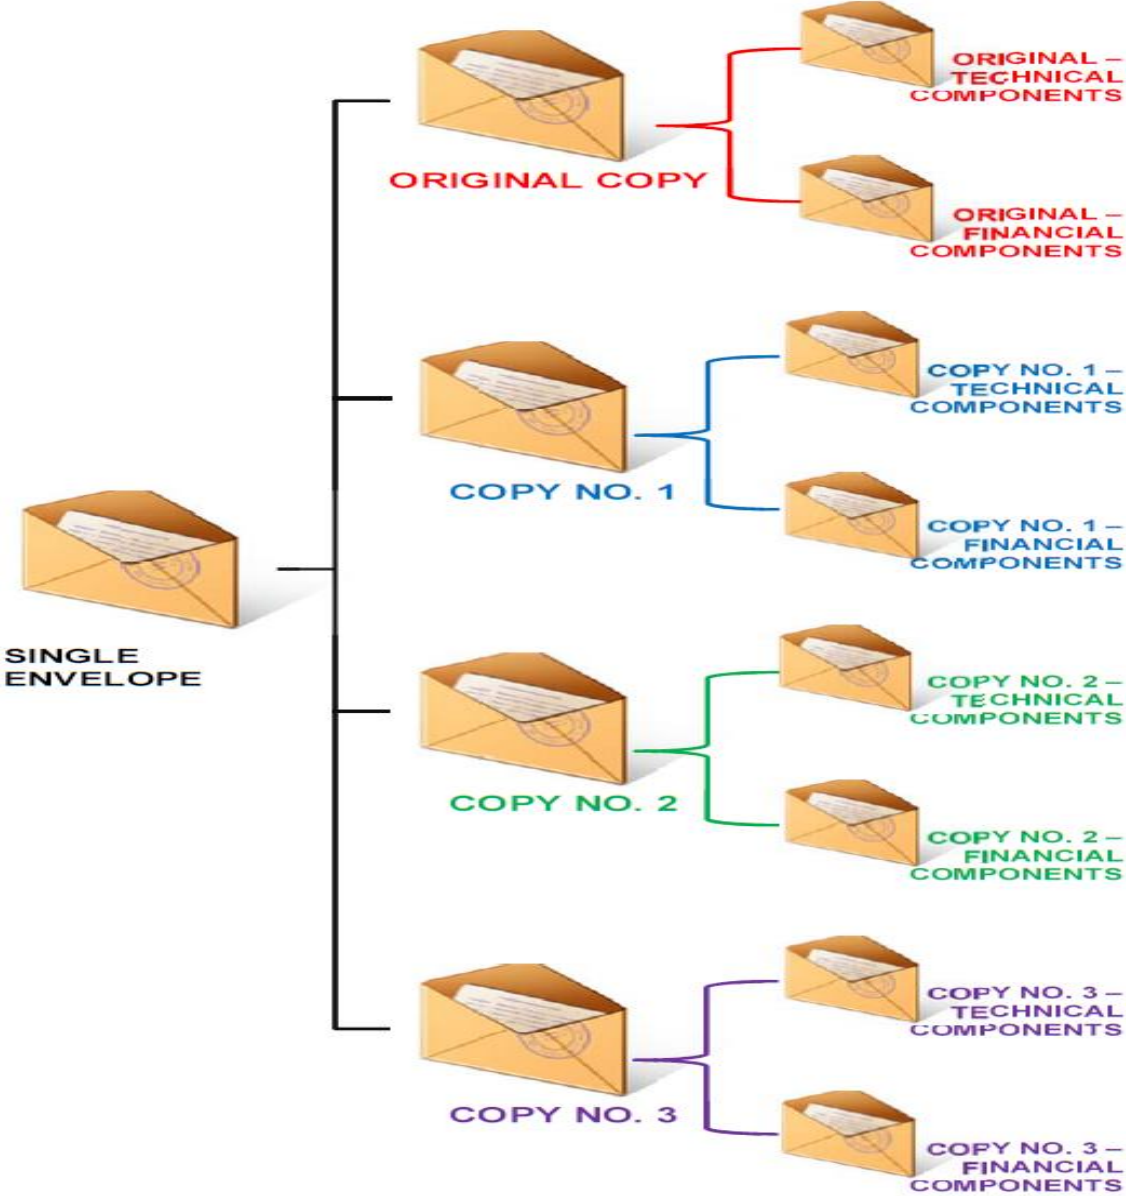 ORIGINAL –
TECHNICAL
COMPONENTS
ORIGINAL COPY
ORIGINAL –
FINANCIAL
COMPONENTS
COPY NO. 1 –
TECHNICAL
COMPONENTS
COPY NO. 1
COPY NO. 1 –
FINANCIAL
COMPONENTS
SINGLE
ENVELOPE
COPY NO. 2 –
TECHNICAL
COMPONENTS
COPY NO. 2
COPY NO. 2 –
FINANCIAL
COMPONENTS
COPY NO. 3 –
TECHNICAL
COMPONENTS
COPY NO. 3
COPY NO. 3 –
FINANCIAL
COMPONENTS